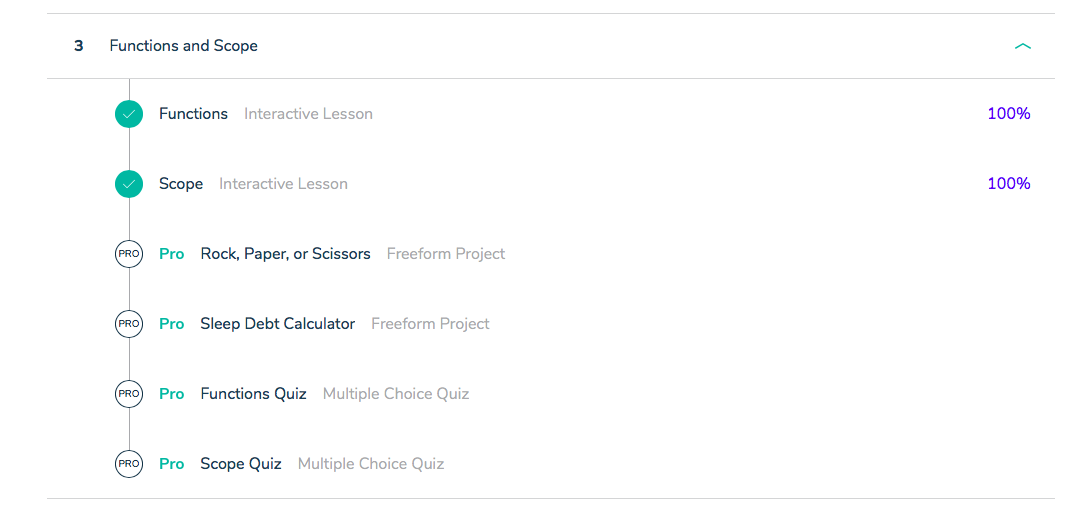 3 Functions and Scope
Functions Interactive Lesson 100%
Scope Interactive Lesson 100%
PRO Pro Rock, Paper, or Scissors Freeform Project
PRO Pro Sleep Debt Calculator Freeform Project
PRO Pro Functions Quiz Multiple Choice Quiz
PRO Pro Scope Quiz Multiple Choice Quiz